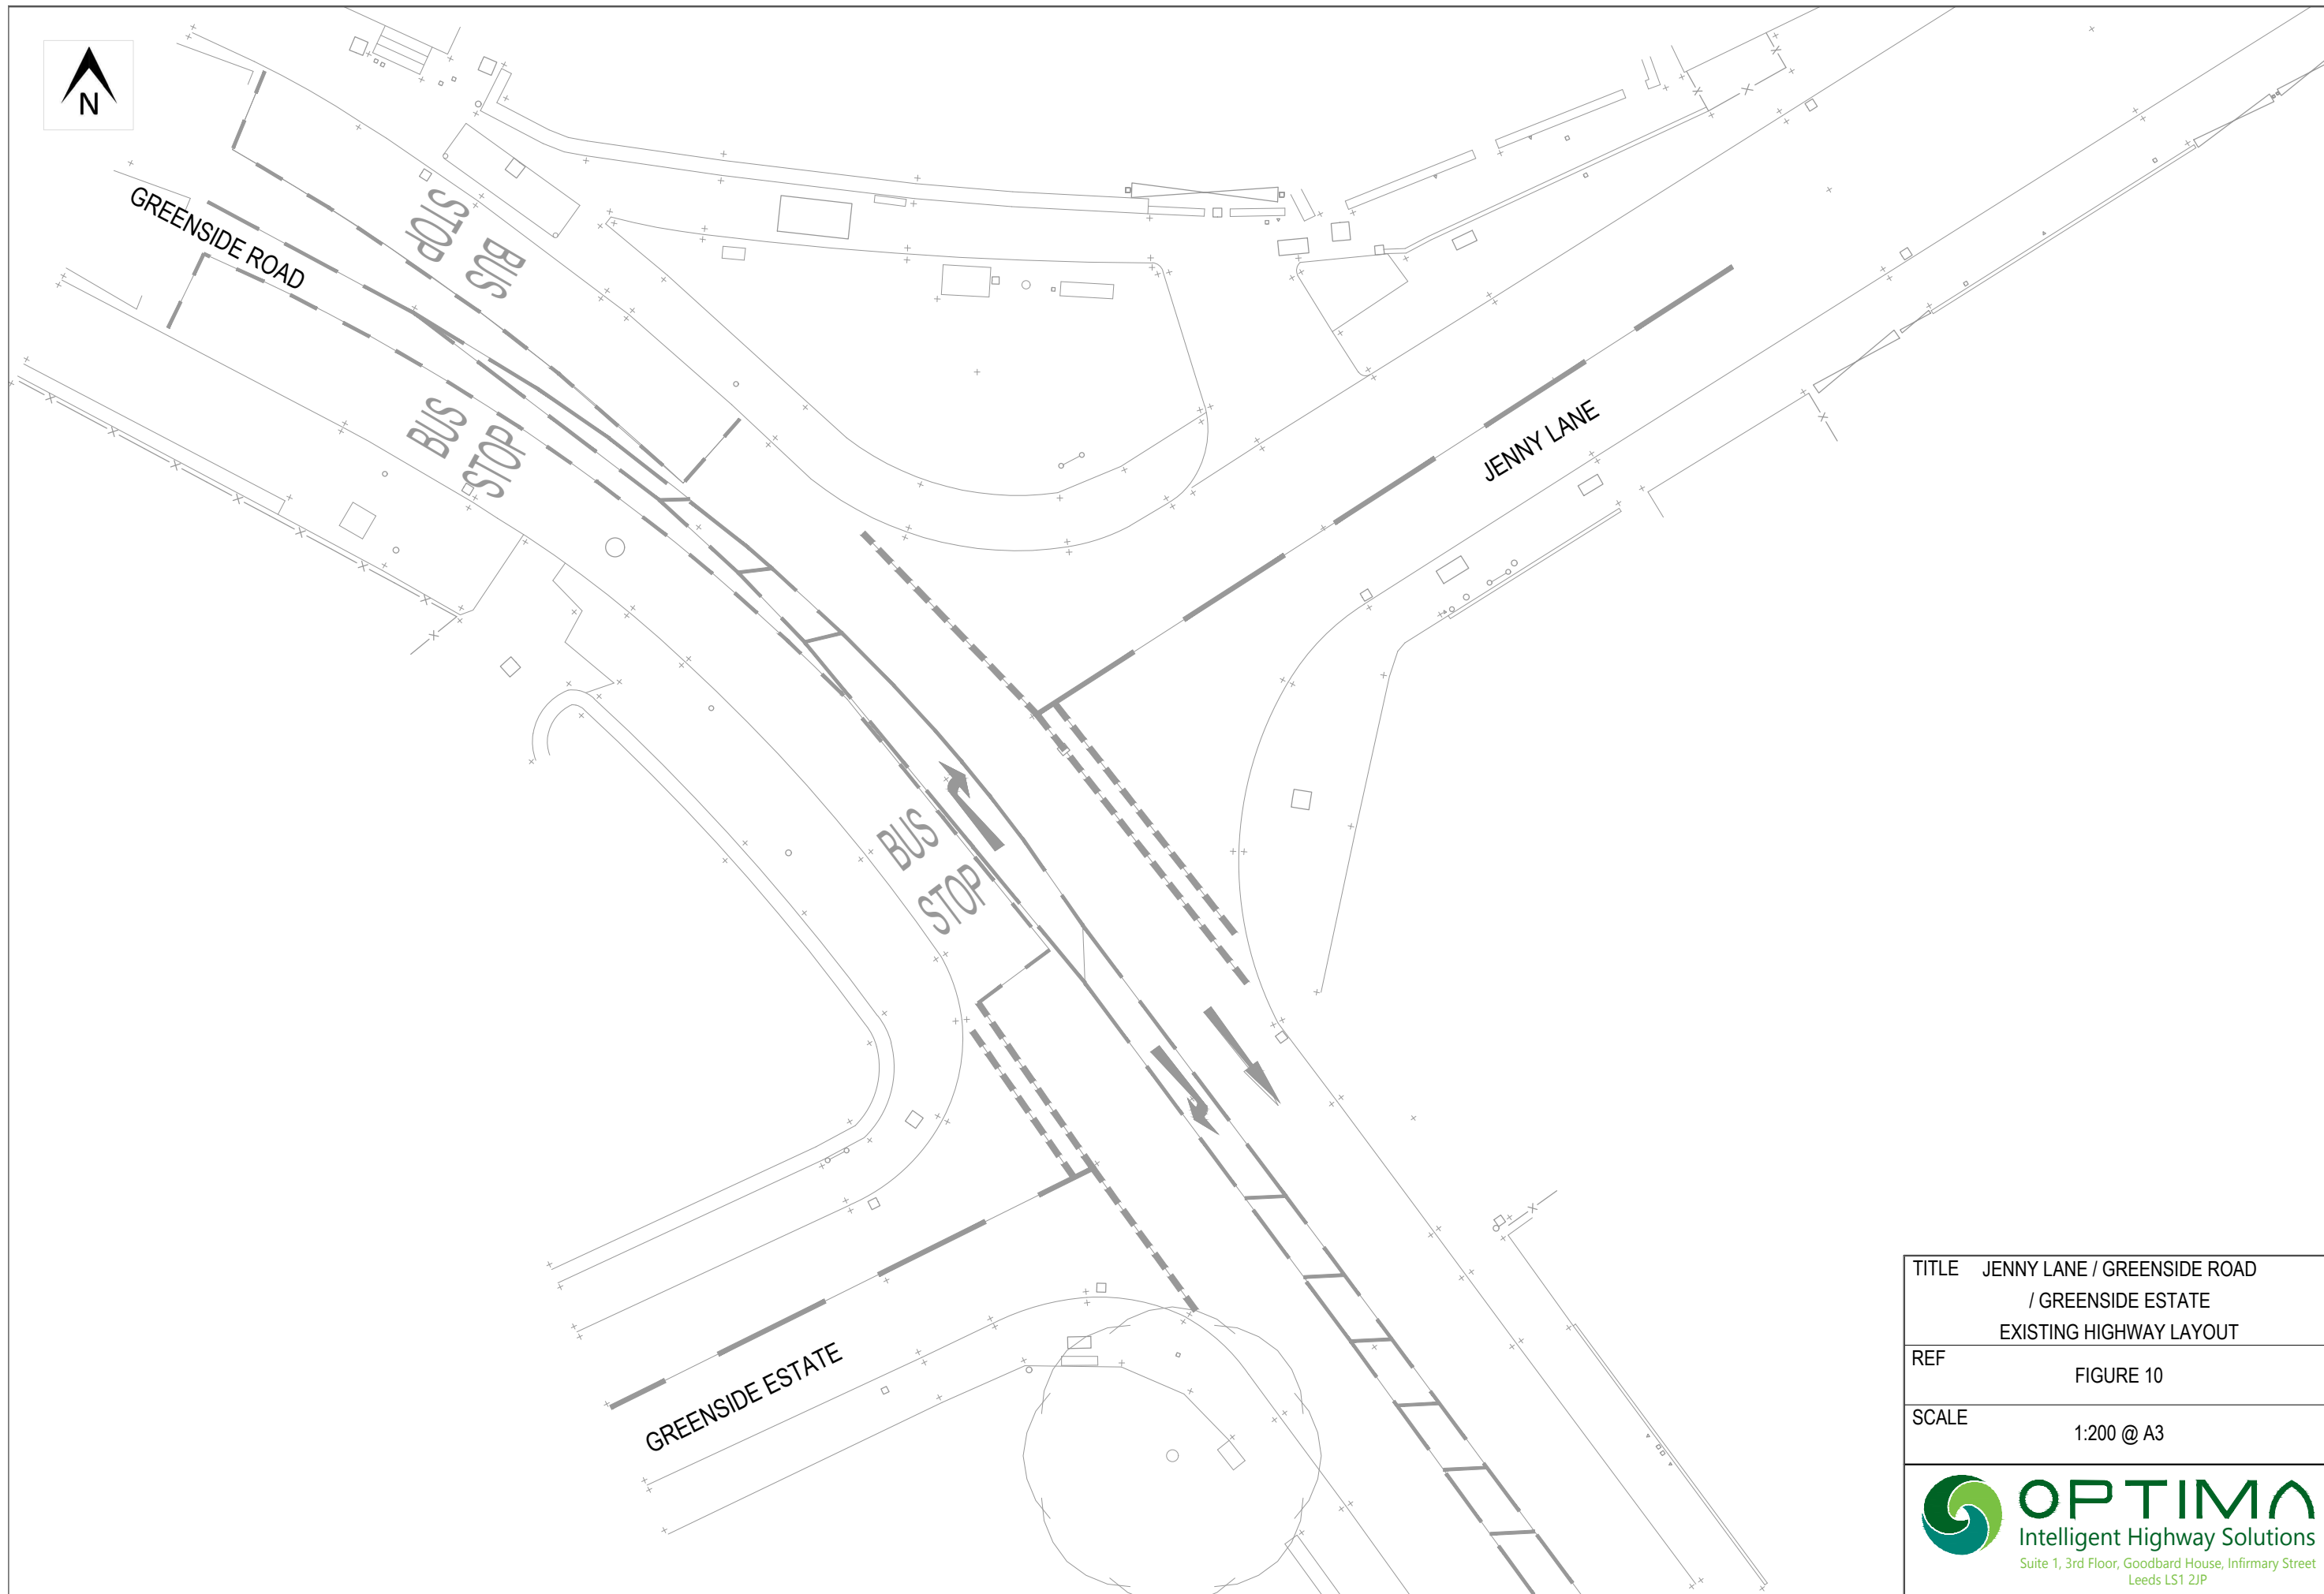 N
GREENSIDE ROAD
BUS
STOP
BUS
STOP
JENNY LANE
BUS
STOP
GREENSIDE ESTATE
TITLE JENNY LANE / GREENSIDE ROAD
/ GREENSIDE ESTATE
EXISTING HIGHWAY LAYOUT
REF
FIGURE 10
SCALE
1:200 @ A3
OPTIMA
Intelligent Highway Solutions
Suite 1, 3rd Floor, Goodbard House, Infirmary Street
Leeds LS1 2JP